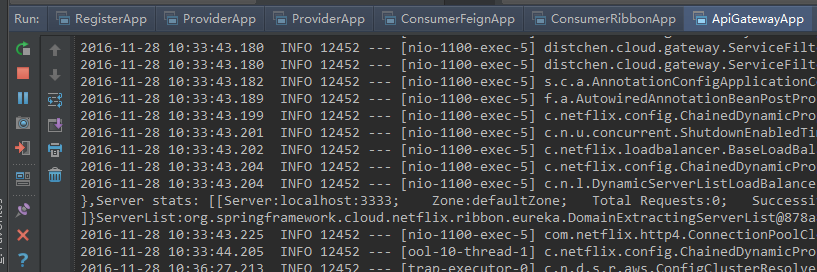 Run: RegisterApp ProviderApp ProviderApp ConsumerFeignApp ConsumerRibbonApp ApiGatewayApp
2016-11-28 10:33:43.180 INFO 12452 --- [nio-1100-exec-5] distchen.cloud.gateway.ServiceFilt
2016-11-28 10:33:43.180 INFO 12452 --- [nio-1100-exec-5] distchen.cloud.gateway.ServiceFilt
2016-11-28 10:33:43.182 INFO 12452 --- [nio-1100-exec-5] s.c.a.AnnotationConfigApplicationC
2016-11-28 10:33:43.189 INFO 12452 --- [nio-1100-exec-5] f.a.AutowiredAnnotationBeanPostPro
2016-11-28 10:33:43.199 INFO 12452 --- [nio-1100-exec-5] c.netflix.config.ChainedDynamicPro
2016-11-28 10:33:43.201 INFO 12452 --- [nio-1100-exec-5] c.n.u.concurrent.ShutdownEnabledTi
2016-11-28 10:33:43.202 INFO 12452 --- [nio-1100-exec-5] c.netflix.loadbalancer.BaseLoadBal
2016-11-28 10:33:43.204 INFO 12452 --- [nio-1100-exec-5] c.netflix.config.ChainedDynamicPro
2016-11-28 10:33:43.204 INFO 12452 --- [nio-1100-exec-5] c.n.l.DynamicServerListLoadBalance
},Server stats: [[Server:localhost:3333; Zone:defaultZone; Total Requests:0; Successi
]}ServerList:org.springframework.cloud.netflix.ribbon.eureka.DomainExtractingServerList@878a
2016-11-28 10:33:43.225 INFO 12452 --- [nio-1100-exec-5] com.netflix.http4.ConnectionPoolCl
2016-11-28 10:33:44.205 INFO 12452 --- [ool-10-thread-1] c.netflix.config.ChainedDynamicPro
2016-11-28 10:36:27.213 INFO 12452 --- [trap-executor-0] c.n.d.s.r.aws.ConfigClusterResolve